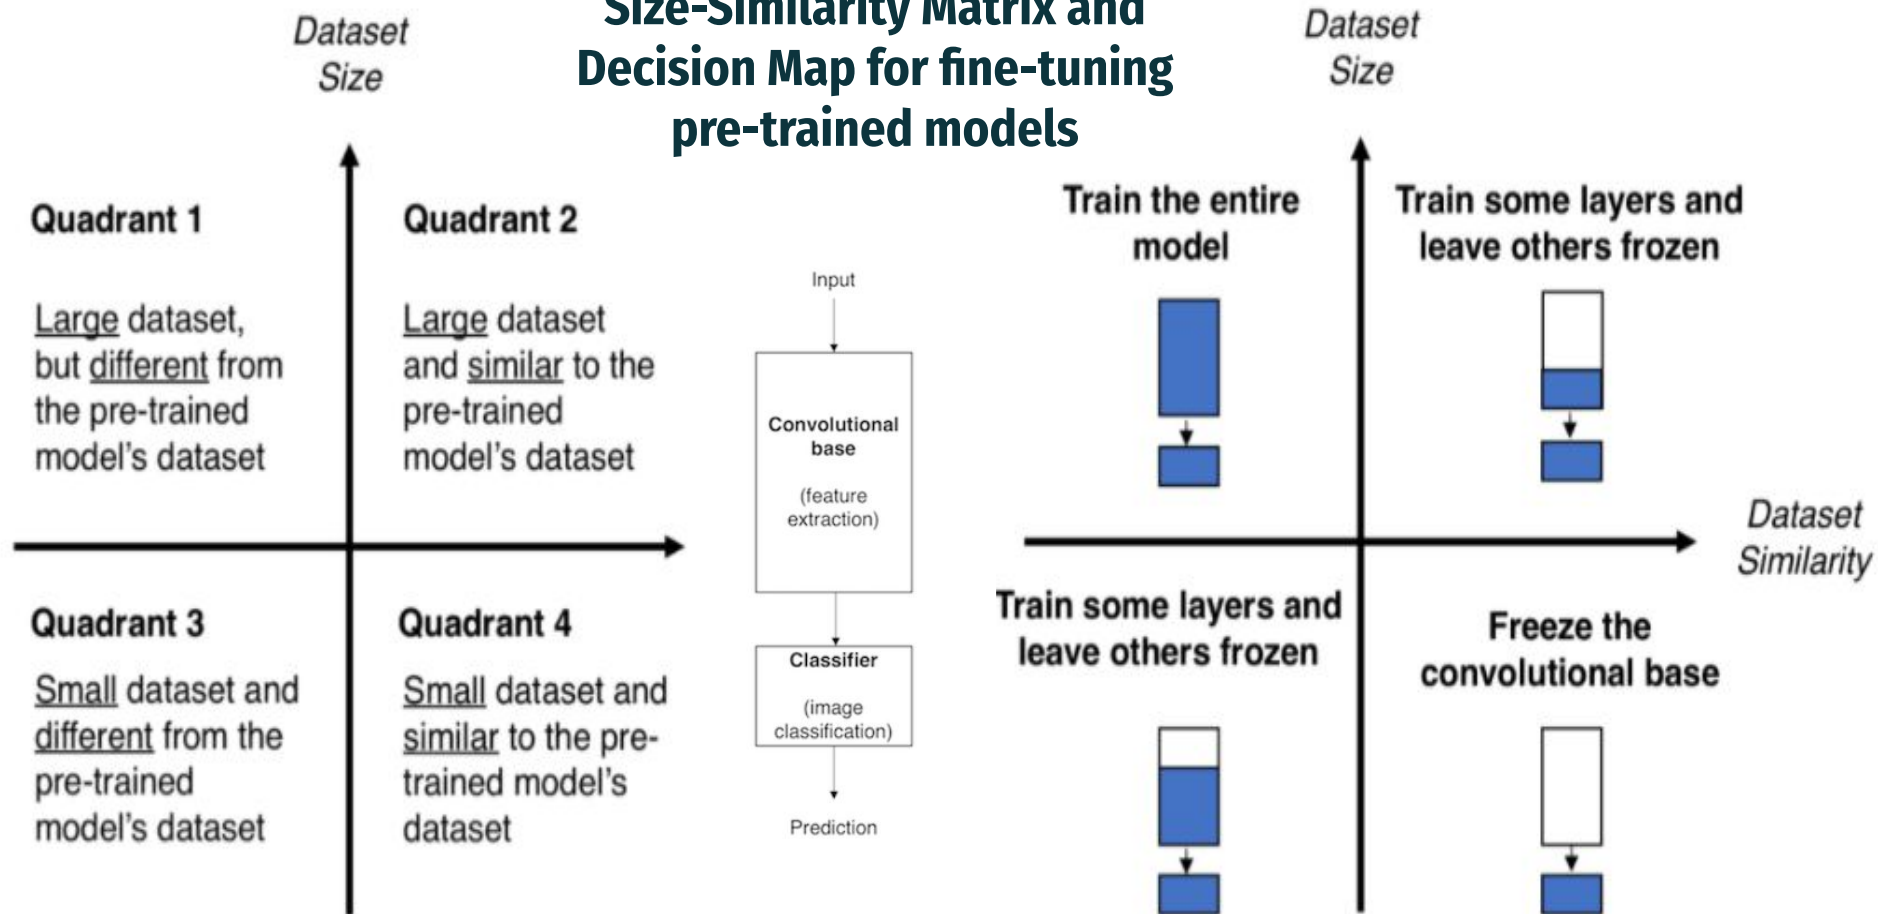 Size-Similarity Matrix and
Decision Map for fine-tuning
pre-trained models
Dataset
Size
Quadrant 1
Large dataset,
but different from
the pre-trained
model's dataset
Quadrant 2
Large dataset
and similar to the
pre-trained
model's dataset
Quadrant 3
Small dataset and
different from the
pre-trained
model's dataset
Quadrant 4
Small dataset and
similar to the pre-
trained model's
dataset
Input
Convolutional
base
(feature
extraction)
Classifier
(image
classification)
Prediction
Dataset
Size
Train the entire
model
Train some layers and
leave others frozen
Dataset
Similarity
Train some layers and
leave others frozen
Freeze the
convolutional base